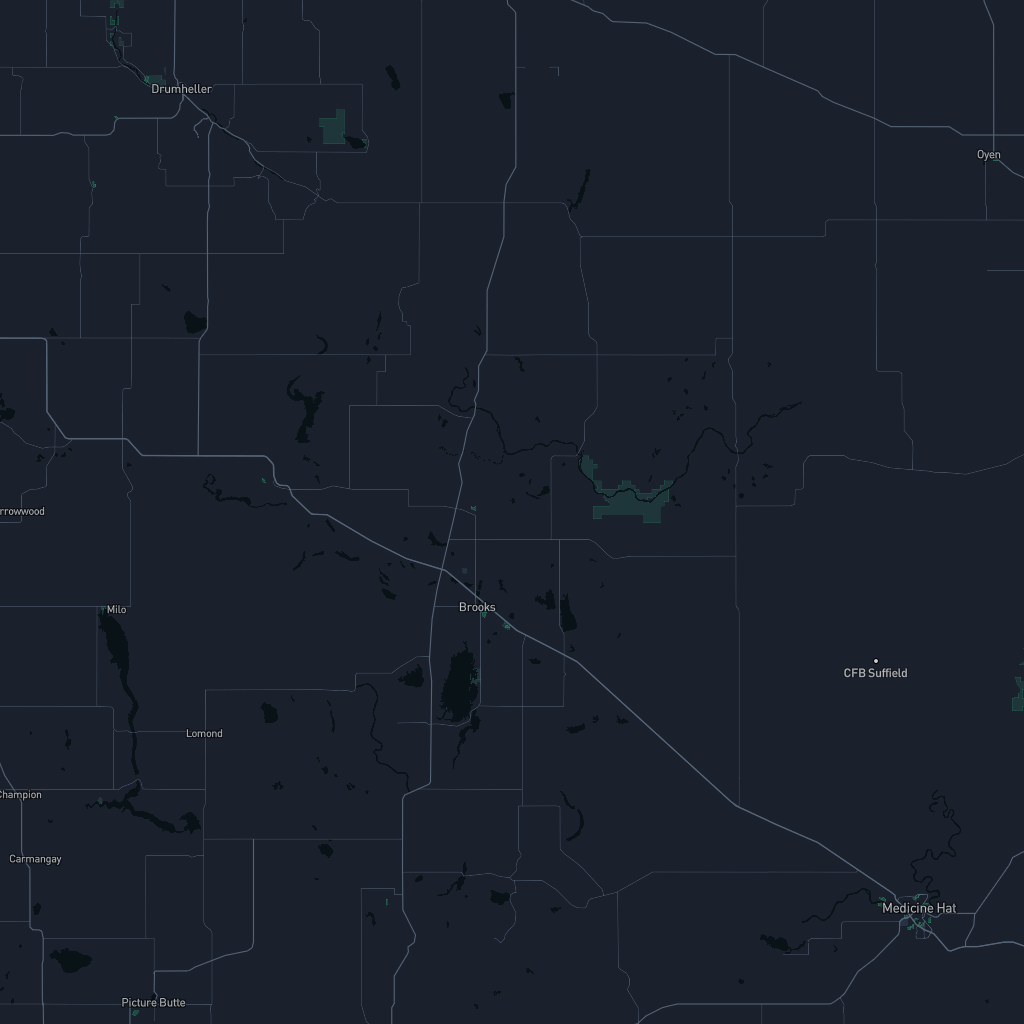 Drumheller
Oyen
rrowwood
Brooks
Milo
CFB Suffield
Lomond
Champion
Carmangay
Medicine Hat
Picture Butte